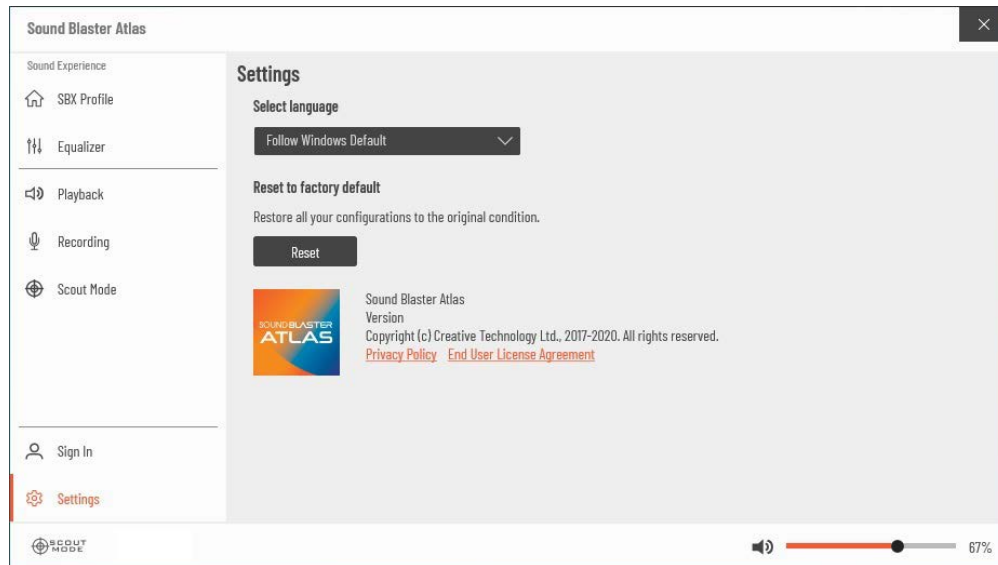 Sound Blaster Atlas
Sound Experience
SBX Profile
Equalizer
Playback
Recording
Scout Mode
Sign In
Settings
Settings
Select language
Follow Windows Default
Reset to factory default
Restore all your configurations to the original condition.
Reset
SOUND BLASTER
ATLAS
Sound Blaster Atlas
Version
Copyright (c) Creative Technology Ltd., 2017-2020. All rights reserved.
Privacy Policy End User License Agreement
SCOUT
MODE
67%